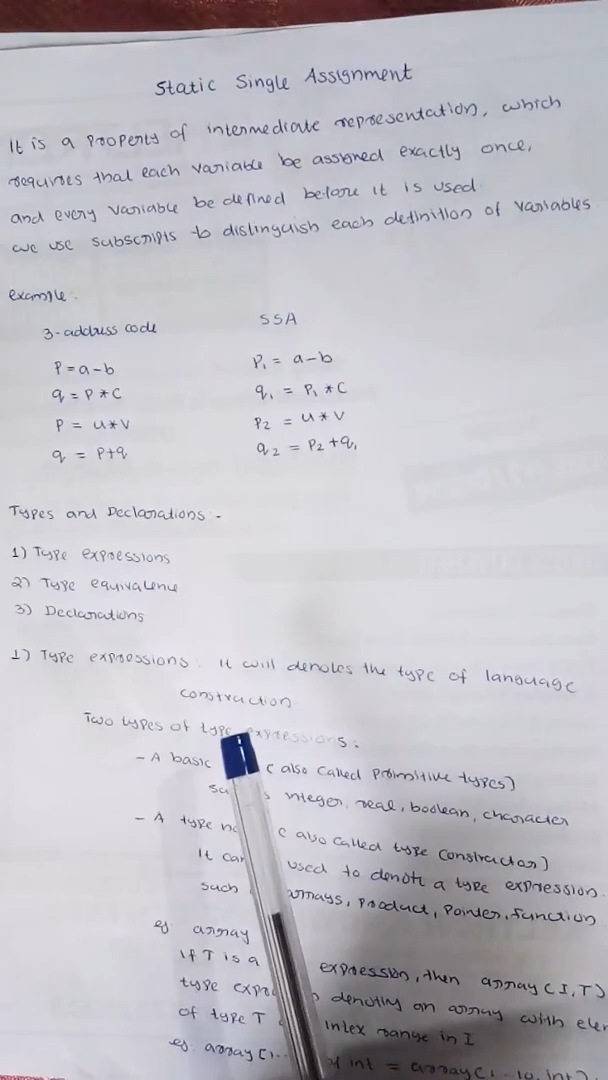 Static Single Assignment
It is a property of intermediate representation, which
requires that each variable be assigned exactly once,
and every variable be defined before it is used
we use subscripts to distinguish each definition of variables
example:
3-address code SSA
P = a-b P1 = a-b
q = P*C q1 = P1*C
P = u*v P2 = u*v
q = P+q q2 = P2+q1
Types and Declarations:-
1) Type expressions
2) Type equivalence
3) Declarations
1) Type expressions: It will denotes the type of language
construction
Two types of type expressions:
- A basic (also called primitive types)
integer, real, boolean, character
- A type (also called type constructor)
It used to denote a type expression.
such arrays, product, pointer, function
eg array
If T is a expression, then array (I, T)
type denoting an array with
of type T index range in I
eg: array [1.. of int = array (1..10, int)